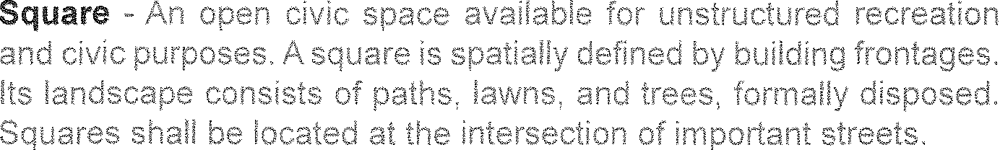 Square - An open civic space available for unstructured recreation
and civic purposes. A square is spatially defined by building frontages.
Its landscape consists of paths, lawns, and trees, formally disposed.
Squares shall be located at the intersection of important streets.